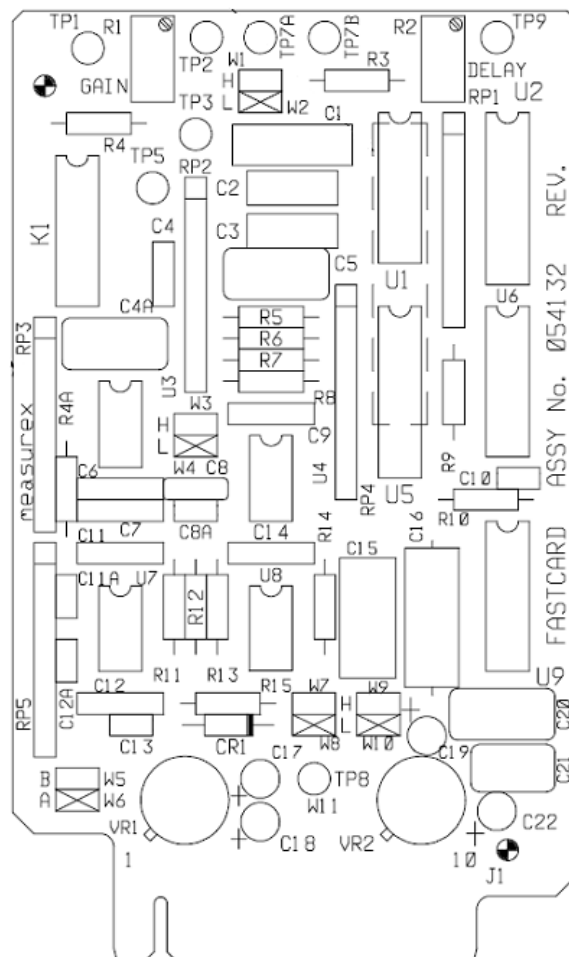 TP1
R1
TP2
TP7A
TP7B
R2
TP9
GAIN
W1
H
L
W2
R3
DELAY
RP1
U2
TP3
R4
C1
TP5
RP2
K1
C2
C4
C3
C5
U1
REV.
U6
C4A
RP3
R5
R6
R7
U3
R8
W3
H
L
W4
C9
R4A
measurex
U4
RP4
U5
R9
ASSY No. 054132
C6
C8
C10
R10
C7
C8A
C14
R14
C16
C11
C11A
U7
U8
C15
R12
FASTCARD
R11
R13
R15
W7
H
W9
L
W8
W10
U9
RP5
C12A
C12
C13
CR1
C19
C20
C21
B
W5
A
W6
C17
TP8
W11
C18
VR1
VR2
C22
1
10
J1